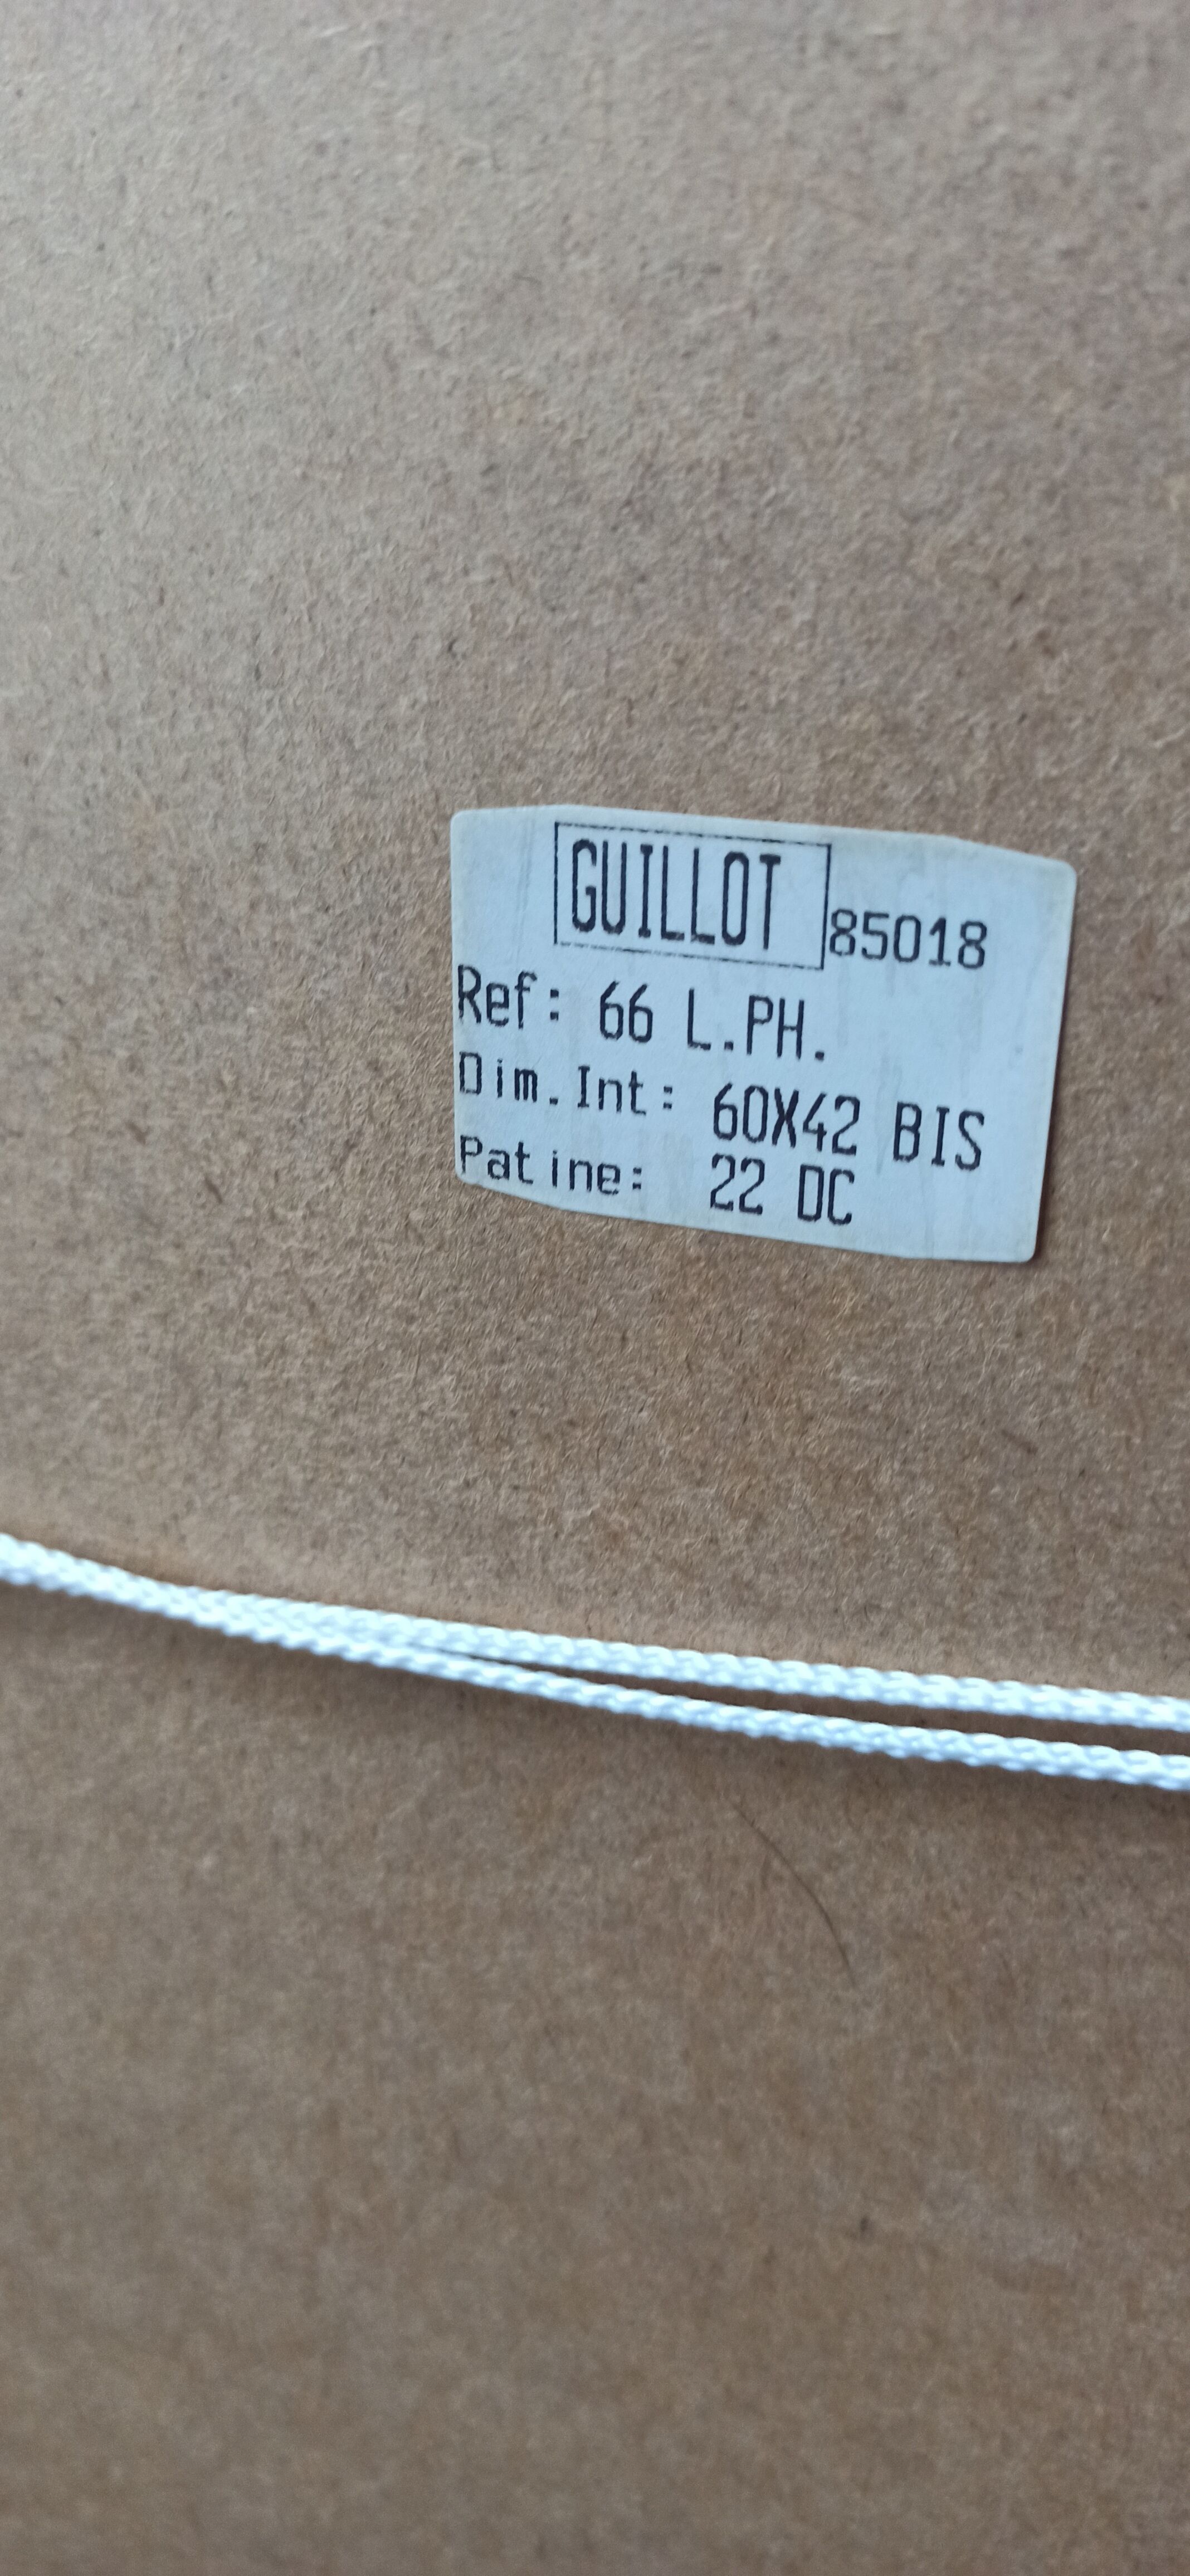 GUILLOT 85018
Ref: 66 L.PH.
Dim.Int: 60X42 BIS
Patine: 22 DC